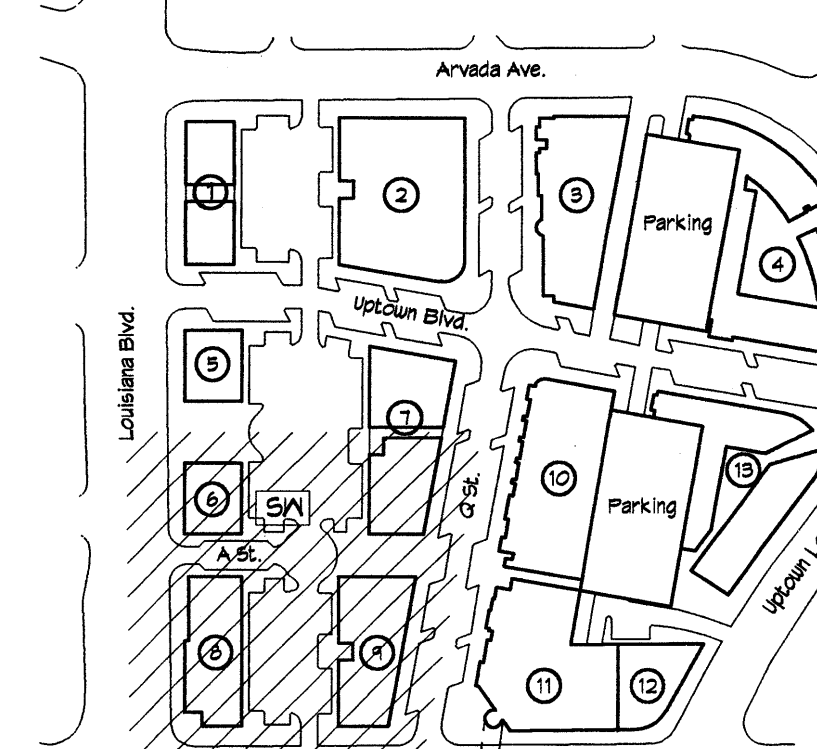 Arvada Ave.
1
2
3
Parking
4
Uptown Blvd.
Louisiana Blvd.
5
7
6
SW
Q St.
10
Parking
13
A St.
Uptown L
8
9
11
12